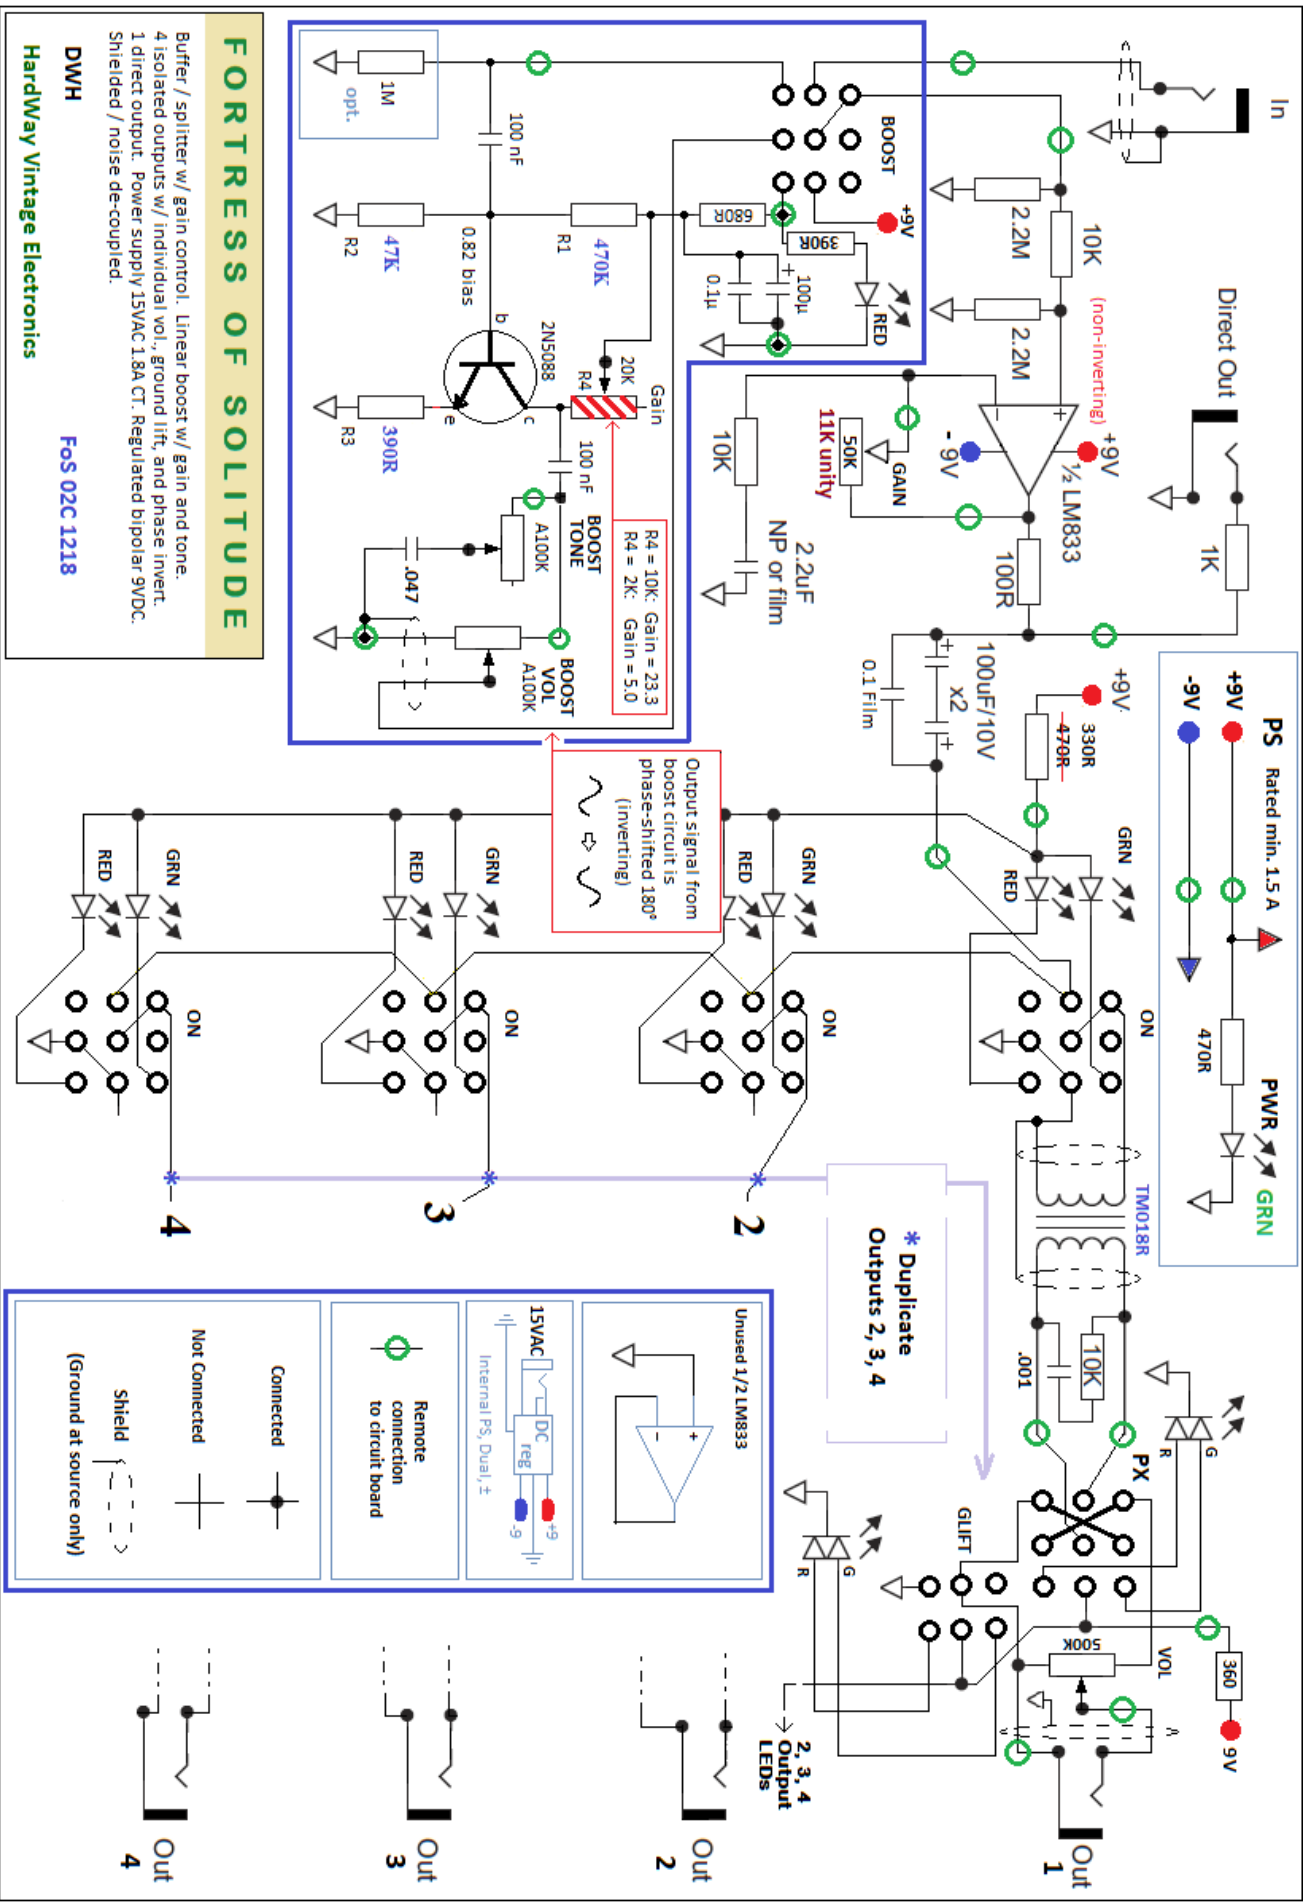 In
BOOST
+9V
2.2M
10K
2.2M
(non-inverting)
+9V
- 9V
½ LM833
Direct Out
1K
680R
390R
RED
100µ
0.1µ
1M
opt.
100 nF
47K
R2
470K
R1
0.82 bias
b
2N5088
c
e
20K
R4
Gain
390R
R3
100 nF
BOOST
TONE
A100K
.047
BOOST
VOL
A100K
R4 = 10K: Gain = 23.3
R4 = 2K: Gain = 5.0
10K
11K unity
50K
GAIN
2.2uF
NP or film
100R
100uF/10V
x2
0.1 Film
+9V
330R
470R
PS
Rated min. 1.5 A
+9V
-9V
470R
PWR
GRN
Output signal from
boost circuit is
phase-shifted 180°
(inverting)
GRN
RED
ON
GRN
RED
ON
GRN
RED
ON
GRN
RED
ON
TM018R
2
3
4
* Duplicate
Outputs 2, 3, 4
10K
.001
R
G
PX
GLIFT
R
G
500K
VOL
360
9V
2, 3, 4
Output
LEDs
Out
1
Out
2
Out
3
Out
4
Unused 1/2 LM833
+
-
15VAC
DC
reg
+9
-9
Internal PS, Dual, ±
Remote
connection
to circuit board
Connected
Not Connected
Shield
(Ground at source only)
FORTRESS OF SOLITUDE
Buffer / splitter w/ gain control. Linear boost w/ gain and tone.
4 isolated outputs w/ individual vol., ground lift, and phase invert.
1 direct output. Power supply 15VAC 1.8A CT. Regulated bipolar 9VDC.
Shielded / noise de-coupled.
DWH
FoS 02C 1218
HardWay Vintage Electronics